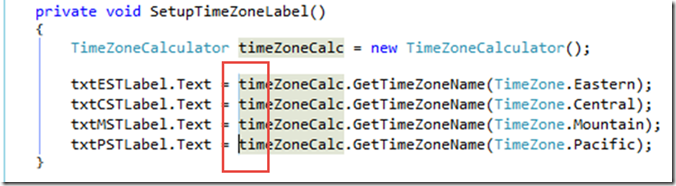 private void SetupTimeZoneLabel()
{
TimeZoneCalculator timeZoneCalc = new TimeZoneCalculator();
txtESTLabel.Text = timeZoneCalc.GetTimeZoneName(TimeZone.Eastern);
txtCSTLabel.Text = timeZoneCalc.GetTimeZoneName(TimeZone.Central);
txtMSTLabel.Text = timeZoneCalc.GetTimeZoneName(TimeZone.Mountain);
txtPSTLabel.Text = timeZoneCalc.GetTimeZoneName(TimeZone.Pacific);
}